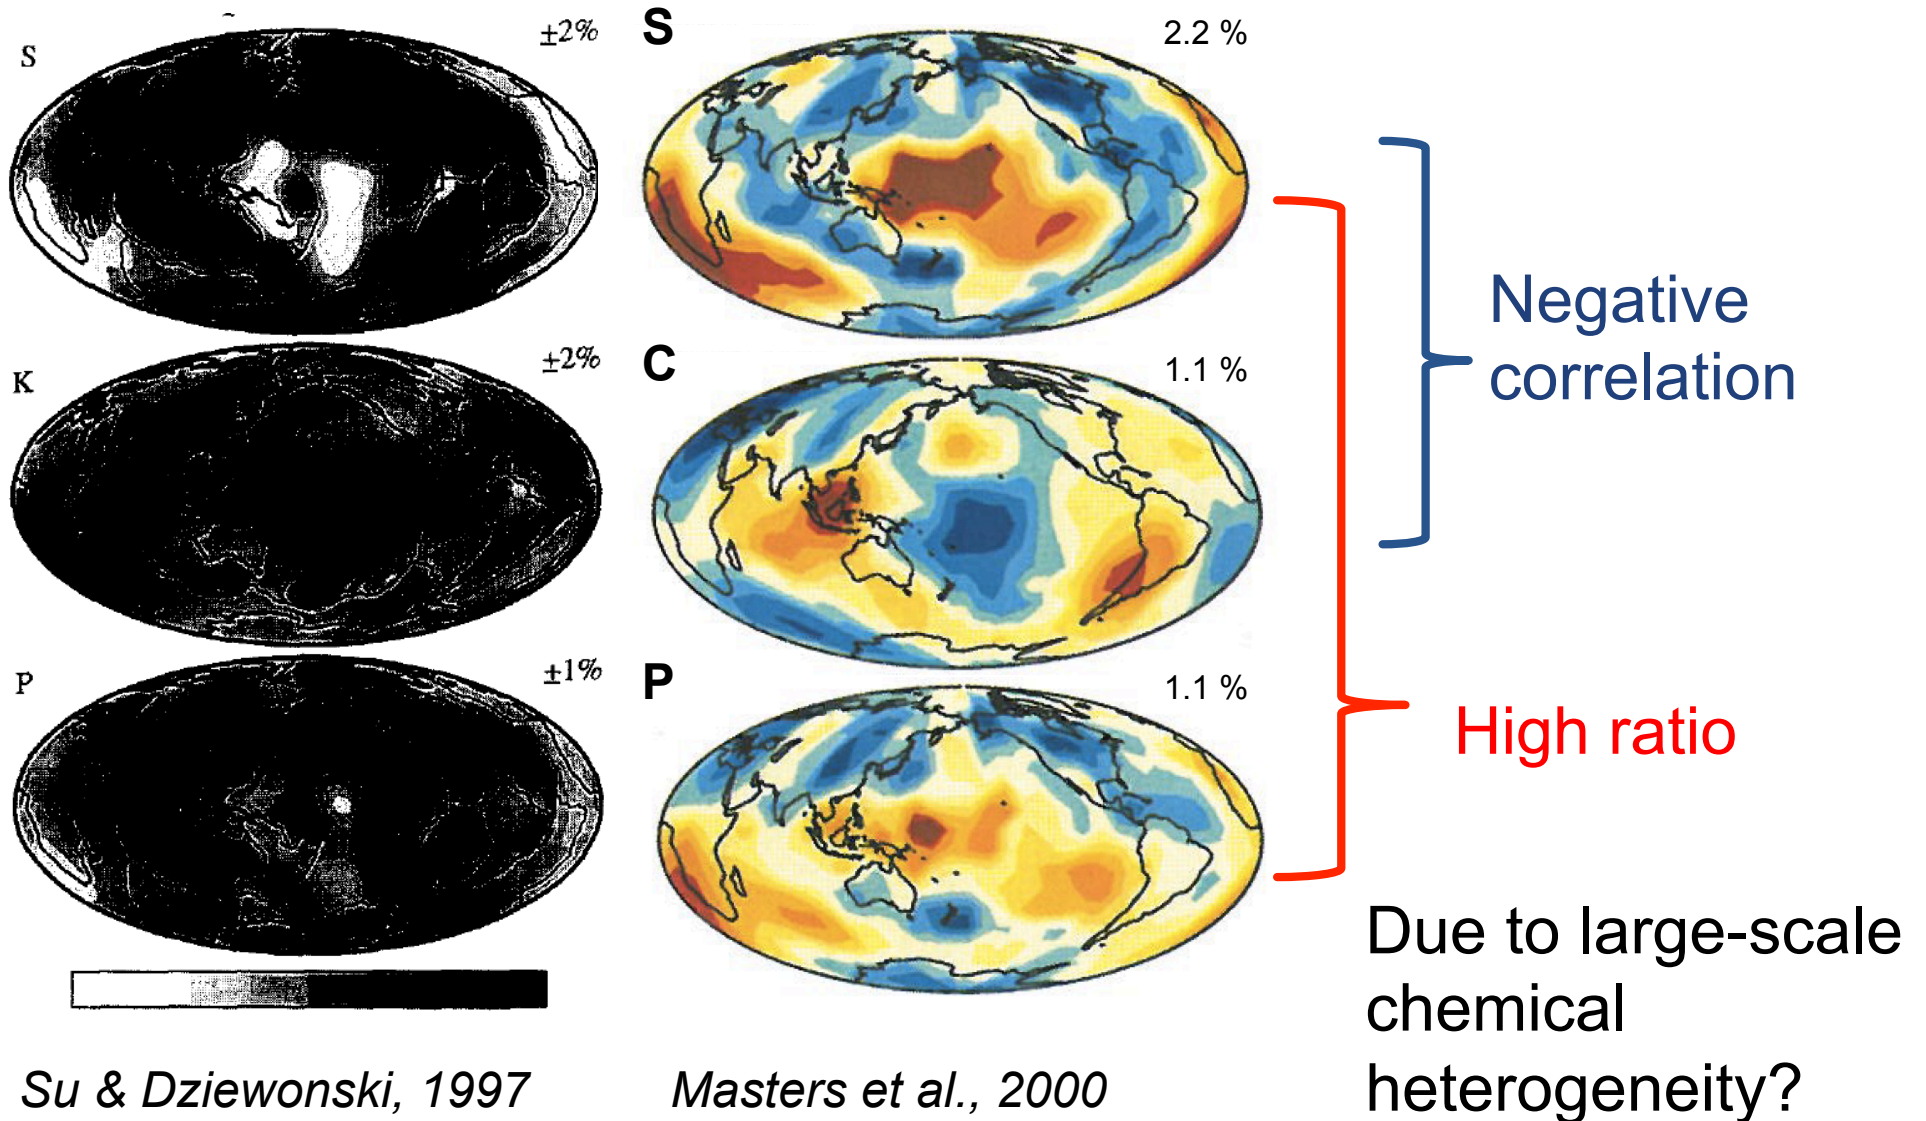 S
±2%
K
±2%
P
±1%
Su & Dziewonski, 1997
S
2.2 %
C
1.1 %
P
1.1 %
Masters et al., 2000
Negative
correlation
High ratio
Due to large-scale
chemical
heterogeneity?